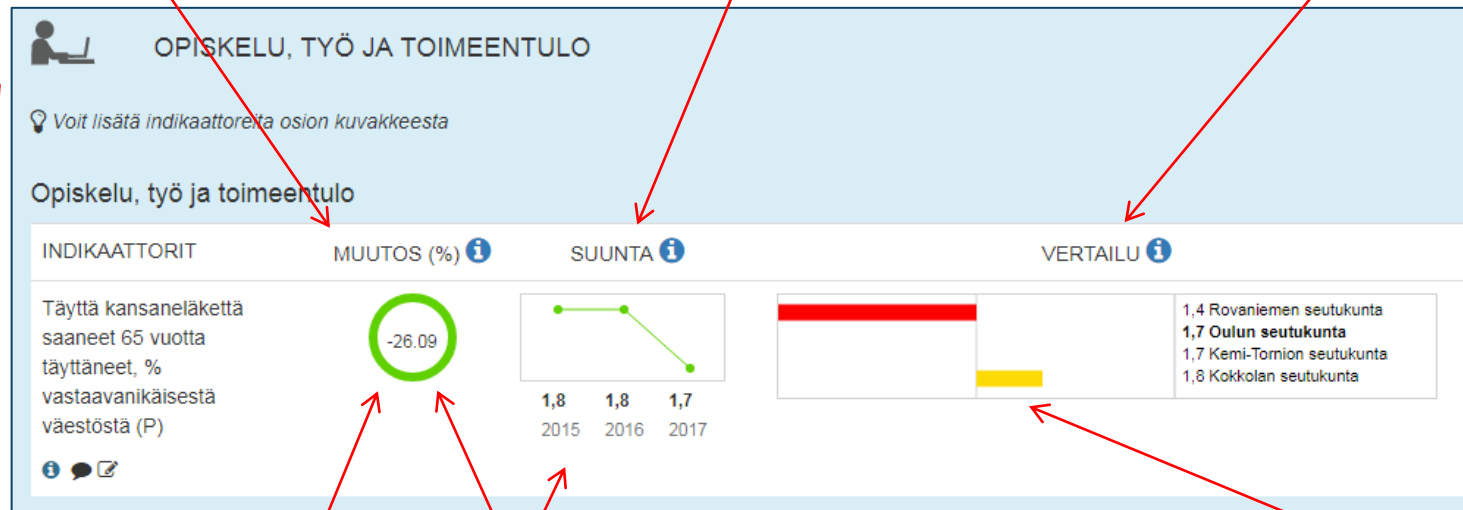 OPISKELU, TYÖ JA TOIMEENTULO
Voit lisätä indikaattoreita osion kuvakkeesta
Opiskelu, työ ja toimeentulo
INDIKAATTORIT MUUTOS (%) SUUNTA VERTAILU
Täyttä kansaneläkettä
saaneet 65 vuotta
täyttäneet, %
vastaavanikäisestä
väestöstä (P)
-26.09
1,8 1,8 1,7
2015 2016 2017
1,4 Rovaniemen seutukunta
1,7 Oulun seutukunta
1,7 Kemi-Tornion seutukunta
1,8 Kokkolan seutukunta